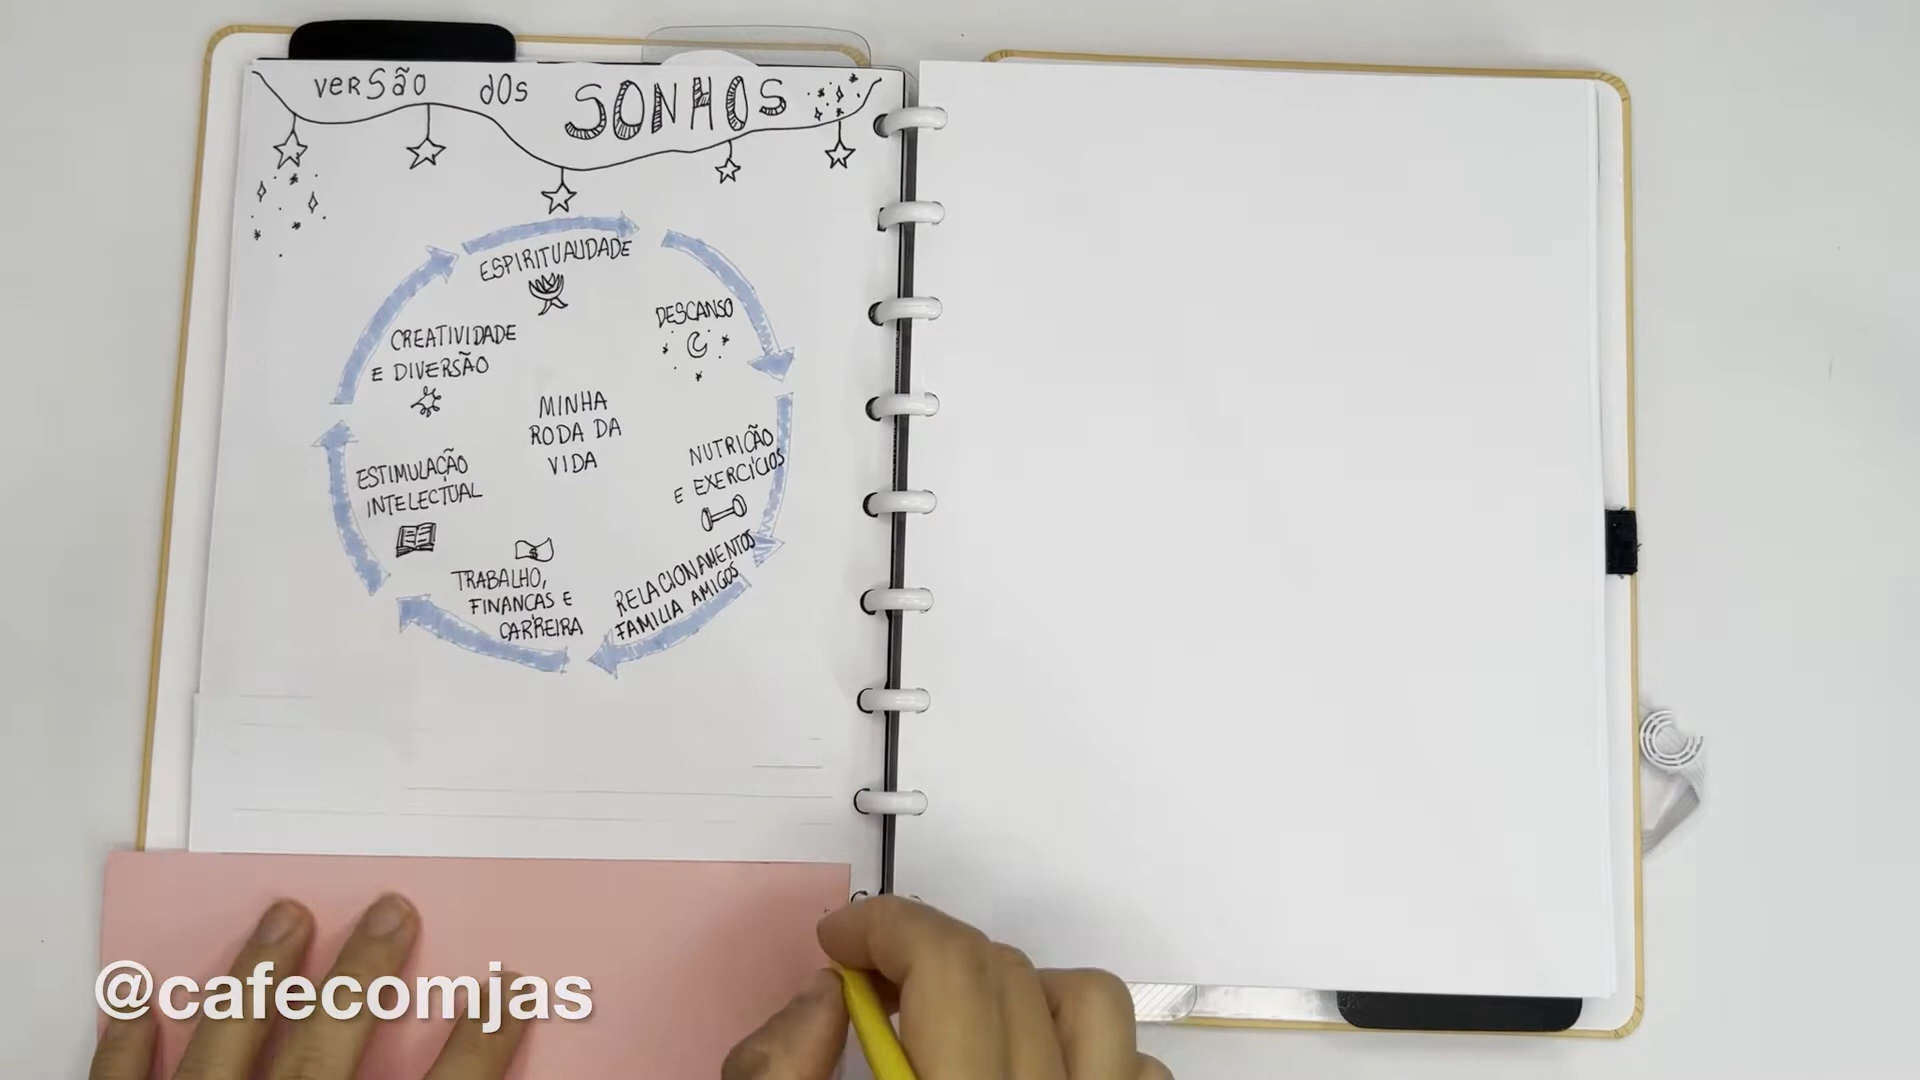 verSão dos SONHOS
ESPIRITUALIDADE
DESCANSO
NUTRIÇÃO
E EXERCÍCIOS
RELACIONAMENTOS
FAMILIA AMIGOS
TRABALHO,
FINANÇAS E
CARREIRA
ESTIMULAÇÃO
INTELECTUAL
CREATIVIDADE
E DIVERSÃO
MINHA
RODA DA
VIDA
@cafecomjas